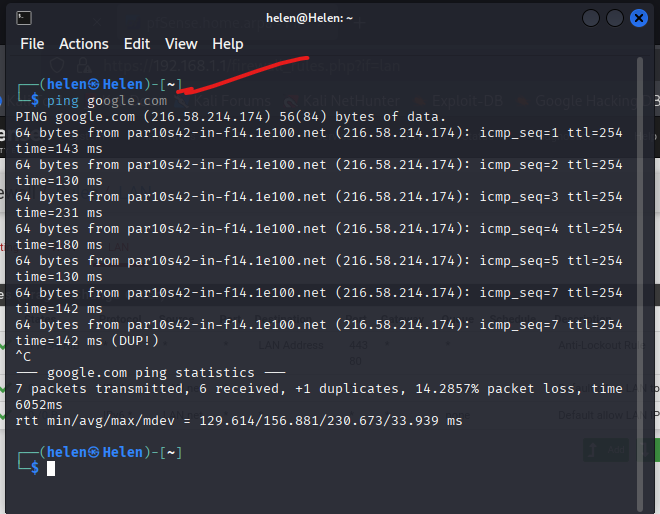 helen@Helen: ~
File Actions Edit View Help
┌──(helen㉿Helen)-[~]
└─$ ping google.com
PING google.com (216.58.214.174) 56(84) bytes of data.
64 bytes from par10s42-in-f14.1e100.net (216.58.214.174): icmp_seq=1 ttl=254
time=143 ms
64 bytes from par10s42-in-f14.1e100.net (216.58.214.174): icmp_seq=2 ttl=254
time=130 ms
64 bytes from par10s42-in-f14.1e100.net (216.58.214.174): icmp_seq=3 ttl=254
time=231 ms
64 bytes from par10s42-in-f14.1e100.net (216.58.214.174): icmp_seq=4 ttl=254
time=180 ms
64 bytes from par10s42-in-f14.1e100.net (216.58.214.174): icmp_seq=5 ttl=254
time=130 ms
64 bytes from par10s42-in-f14.1e100.net (216.58.214.174): icmp_seq=7 ttl=254
time=142 ms
64 bytes from par10s42-in-f14.1e100.net (216.58.214.174): icmp_seq=7 ttl=254
time=142 ms (DUP!)
^C
--- google.com ping statistics ---
7 packets transmitted, 6 received, +1 duplicates, 14.2857% packet loss, time
6052ms
rtt min/avg/max/mdev = 129.614/156.881/230.673/33.939 ms
┌──(helen㉿Helen)-[~]
└─$